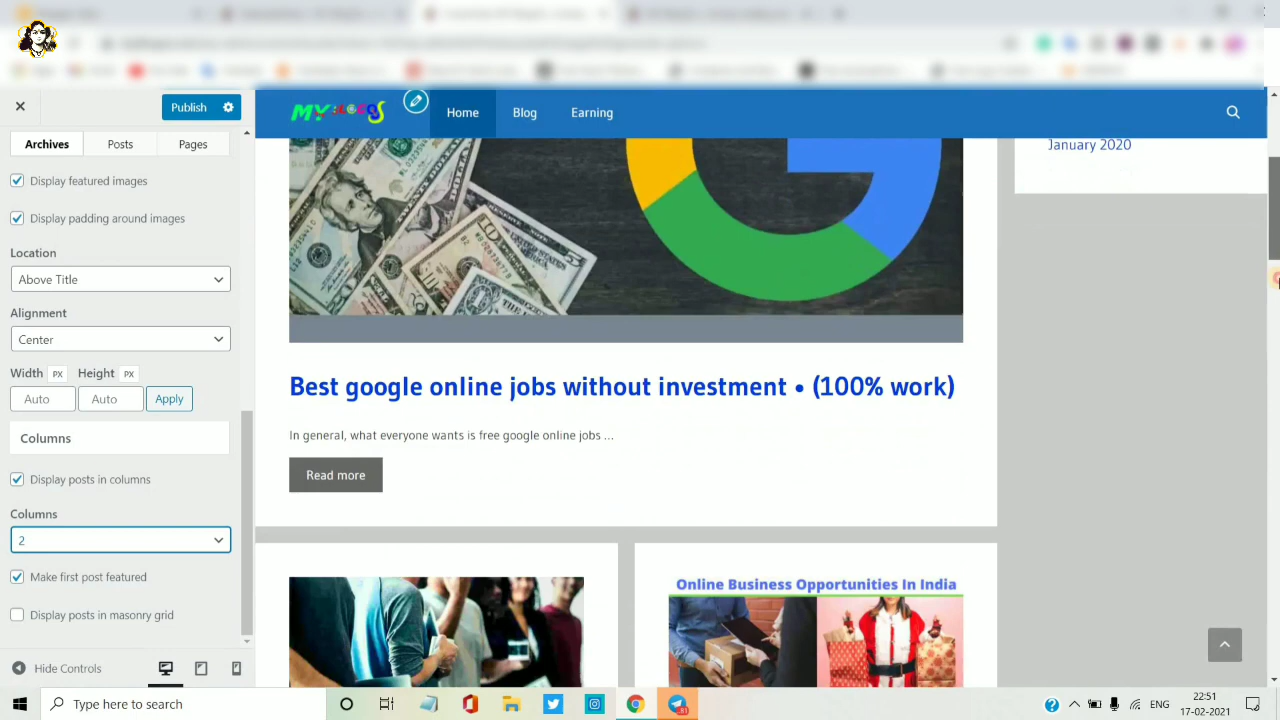 MY BLOGS
Home
Blog
Earning
Publish
Archives
Posts
Pages
Display featured images
Display padding around images
Location
Above Title
Alignment
Center
Width PX Height PX
Auto
Auto
Apply
Columns
Display posts in columns
Columns
2
Make first post featured
Display posts in masonry grid
Hide Controls
January 2020
Best google online jobs without investment • (100% work)
In general, what everyone wants is free google online jobs …
Read more
Online Business Opportunities In India
Type here to search
ENG
22:51
17-02-2021